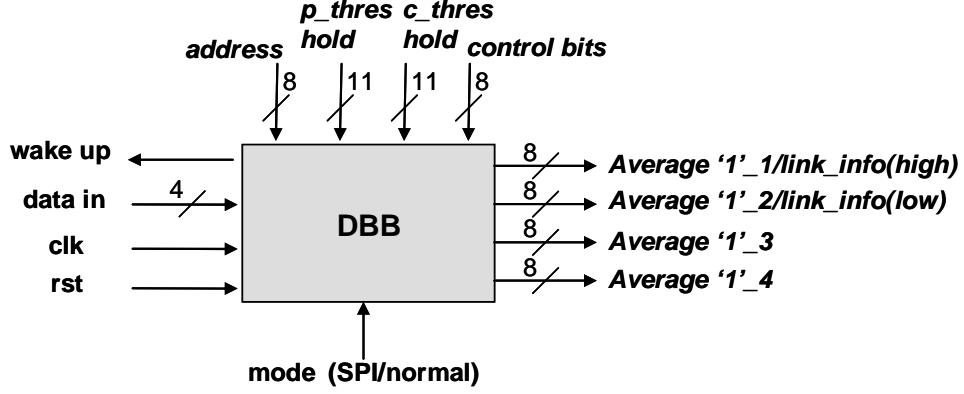 p_thres c_thres
address hold hold control bits
8 11 11 8
wake up
8 Average ‘1’_1/link_info(high)
data in 4
8 Average ‘1’_2/link_info(low)
DBB
clk
8 Average ‘1’_3
rst
8 Average ‘1’_4
mode (SPI/normal)